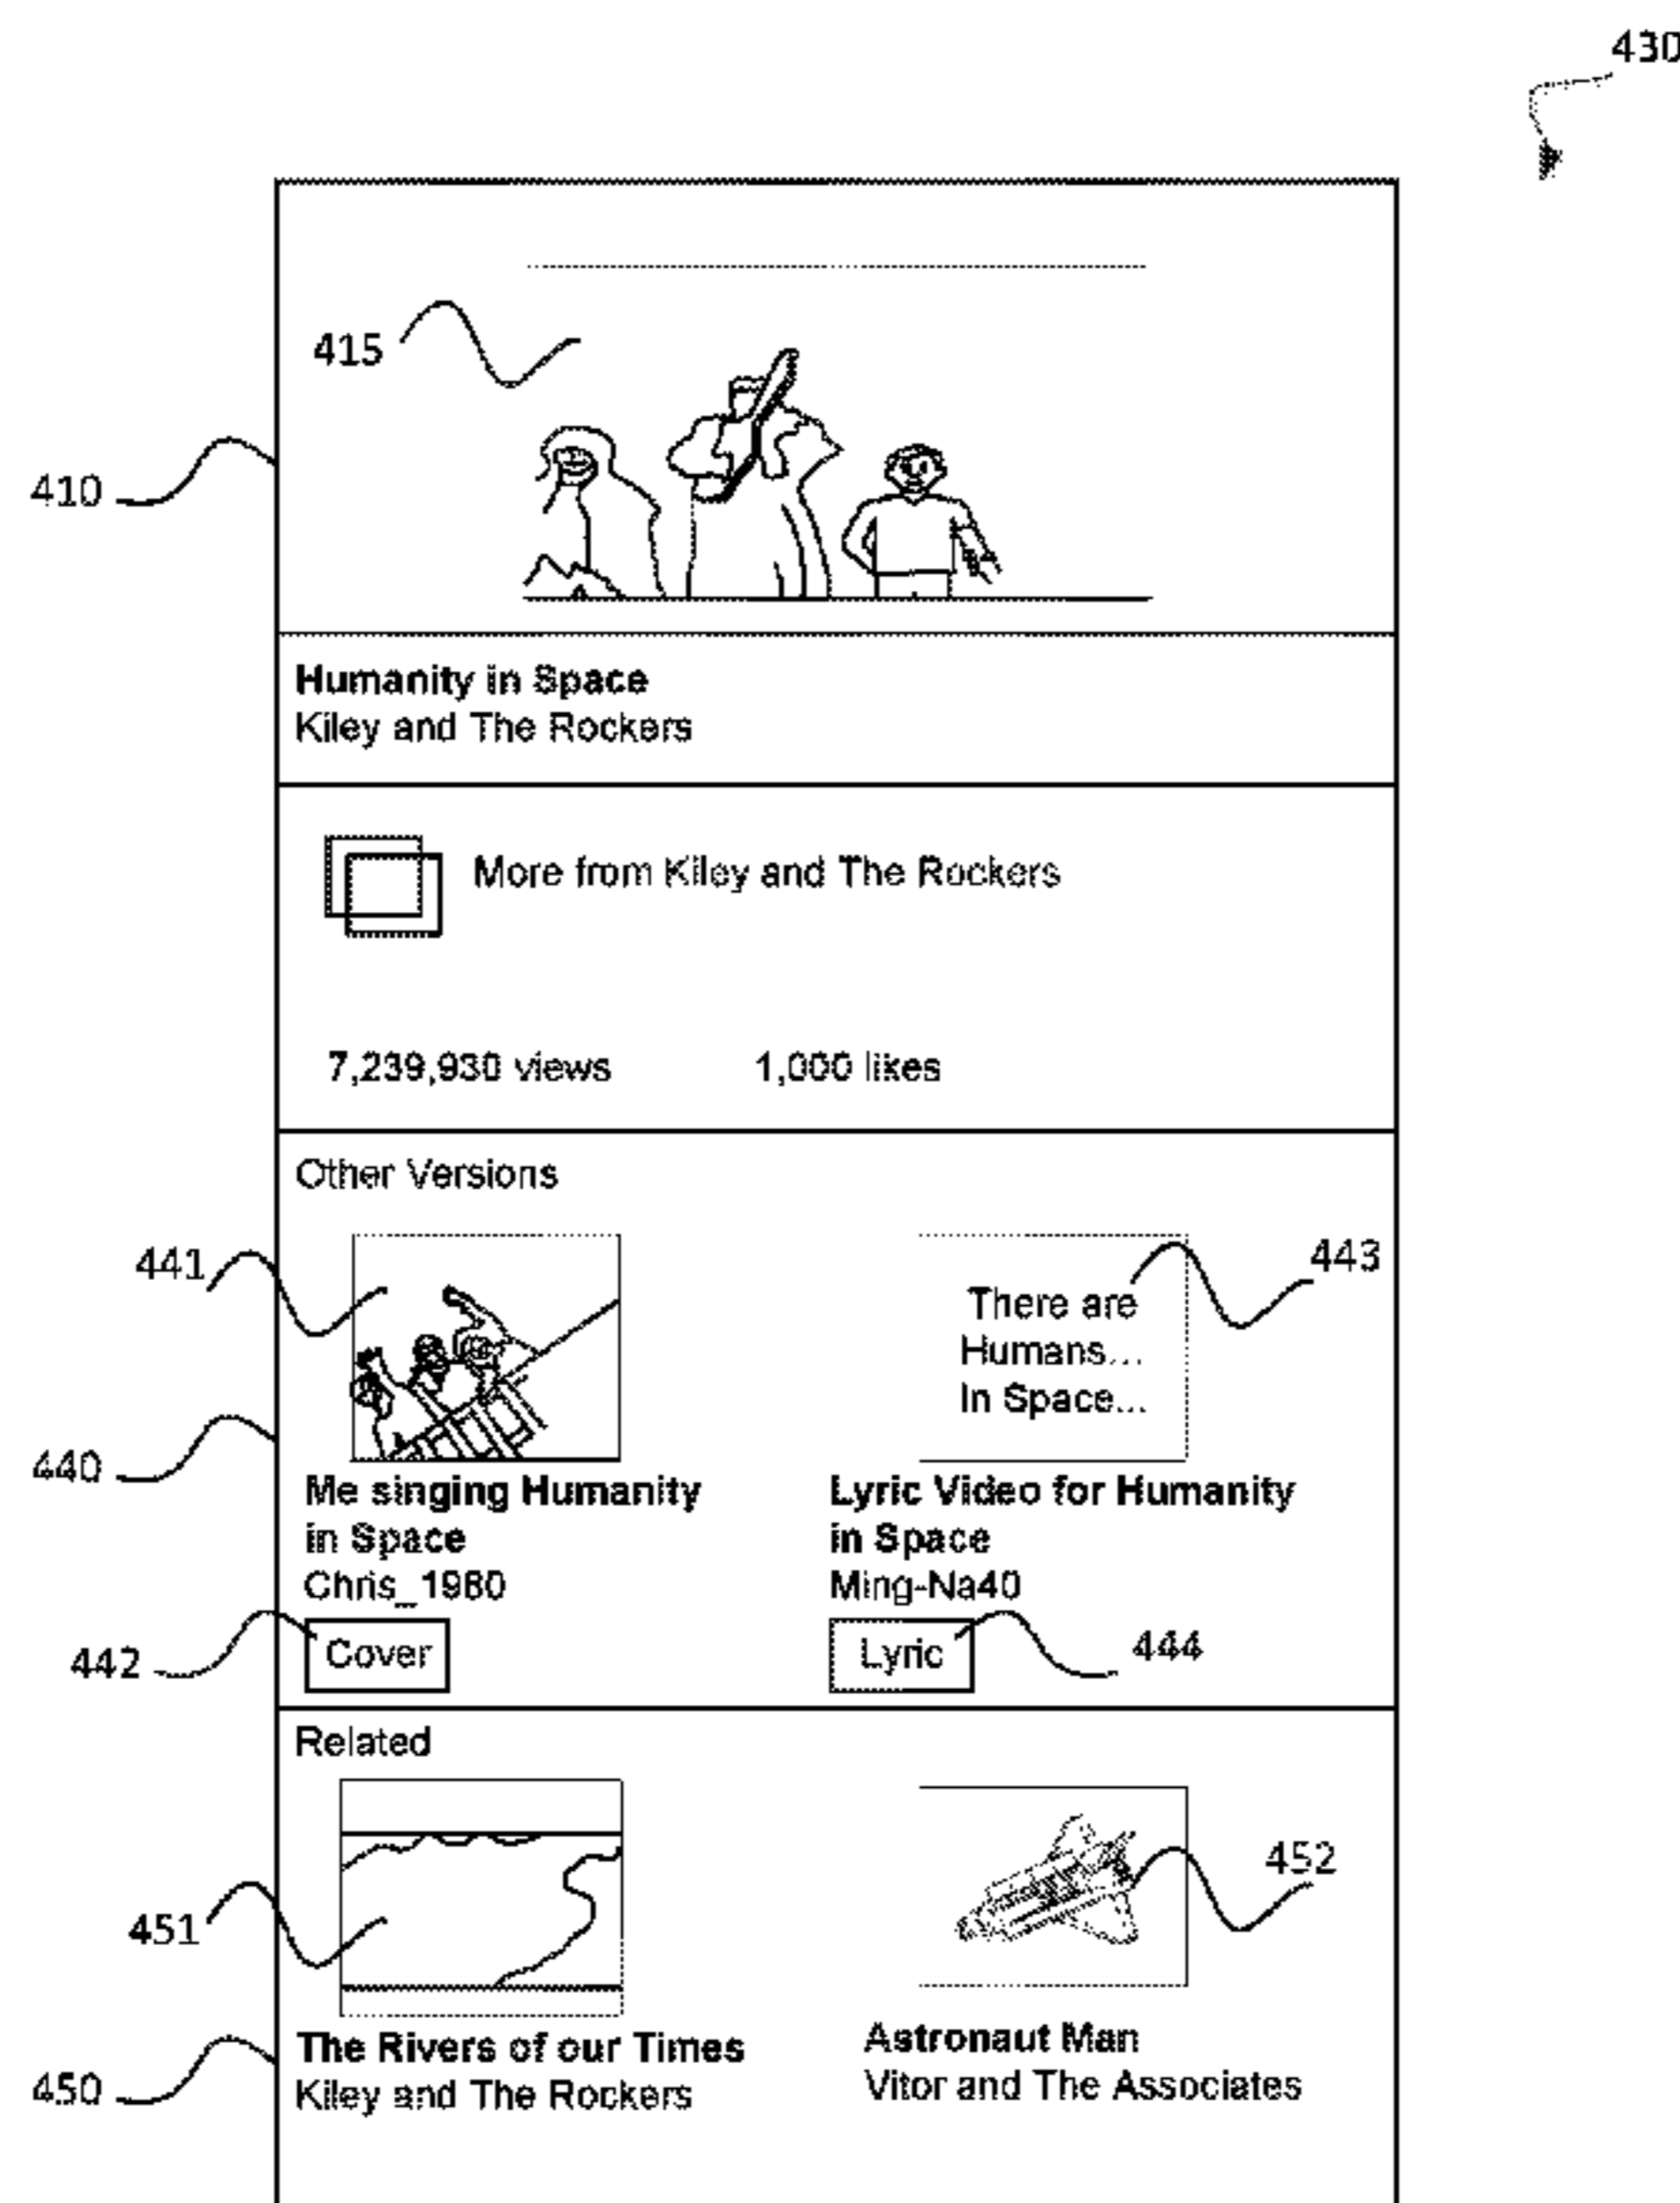 430
415
410
Humanity in Space
Kiley and The Rockers
More from Kiley and The Rockers
7,239,930 views 1,000 likes
Other Versions
441
443
There are
Humans...
In Space...
440
Me singing Humanity
in Space
Chris_1980
Lyric Video for Humanity
in Space
Ming-Na40
442
Cover
Lyric
444
Related
451
452
450
The Rivers of our Times
Kiley and The Rockers
Astronaut Man
Vitor and The Associates